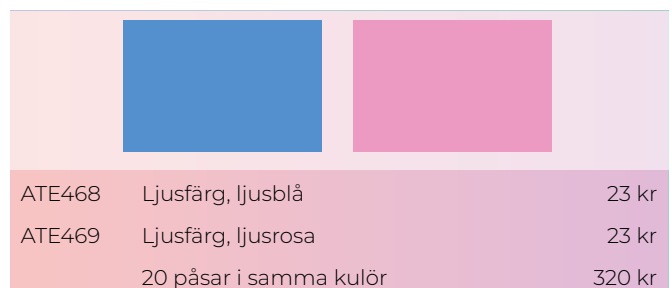 ATE468 Ljusfärg, ljusblå 23 kr
ATE469 Ljusfärg, ljusrosa 23 kr
20 påsar i samma kulör 320 kr